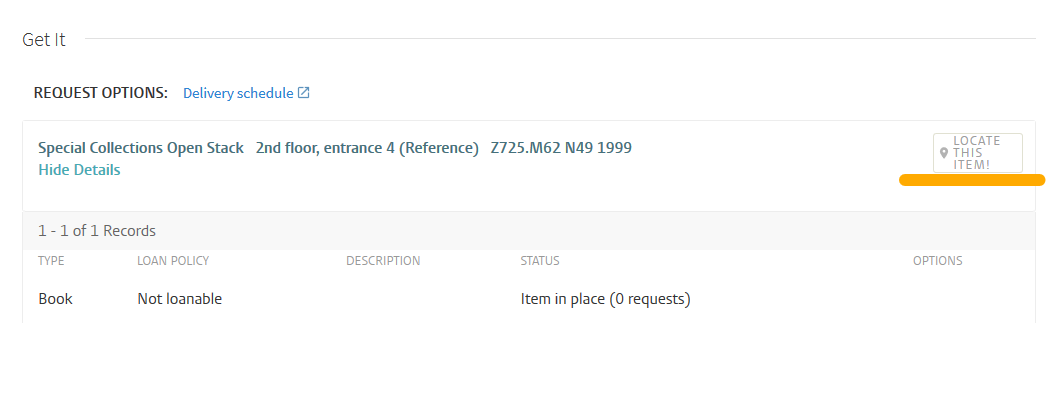 Get It
REQUEST OPTIONS: Delivery schedule
Special Collections Open Stack 2nd floor, entrance 4 (Reference) Z725.M62 N49 1999
Hide Details
LOCATE
THIS
ITEM!
1 - 1 of 1 Records
TYPE LOAN POLICY DESCRIPTION STATUS OPTIONS
Book Not loanable Item in place (0 requests)